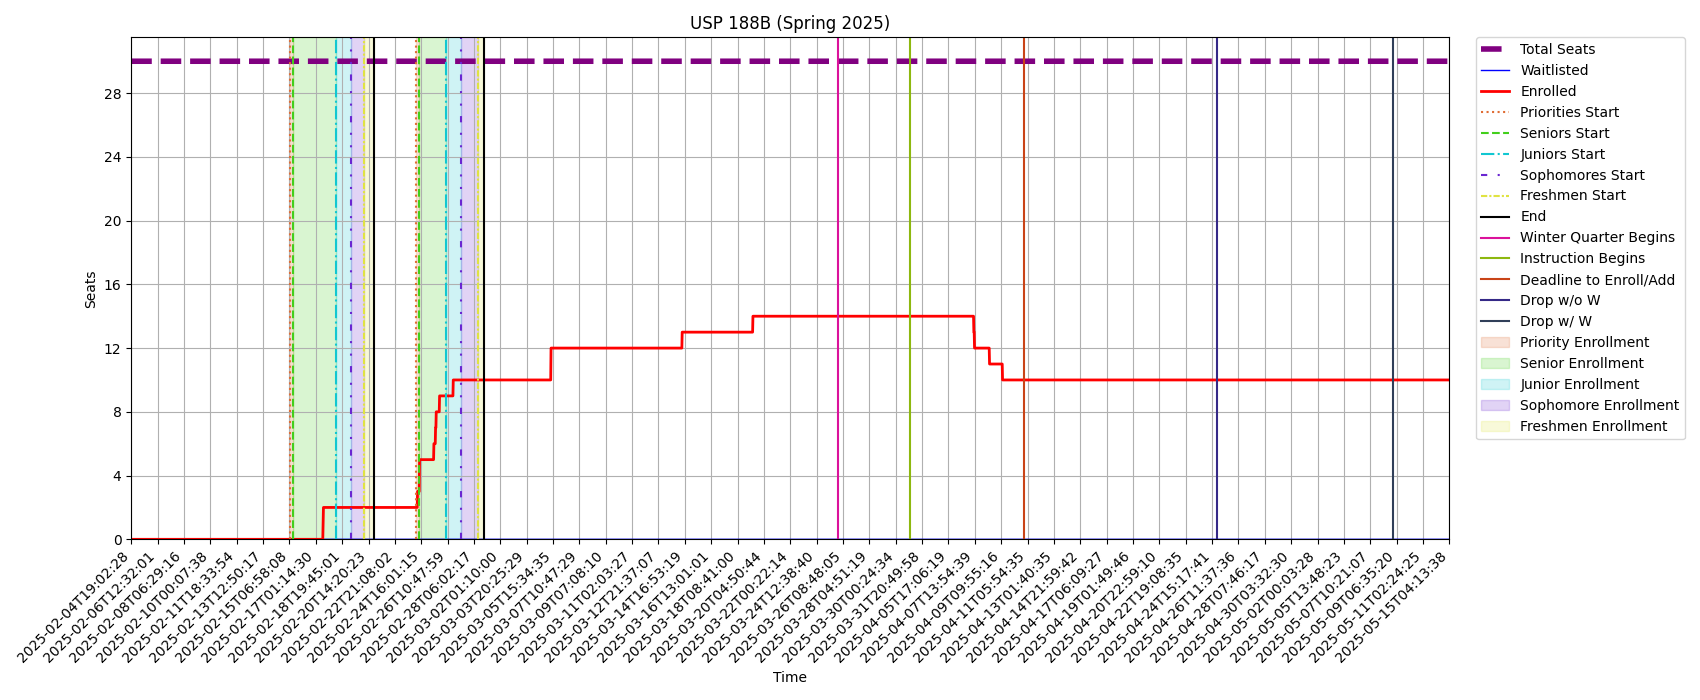 USP 188B (Spring 2025)
Seats
28
24
20
16
12
8
4
0
2025-02-04T19:02:28
2025-02-06T12:32:01
2025-02-08T06:29:16
2025-02-10T00:07:38
2025-02-11T18:33:54
2025-02-13T12:50:17
2025-02-15T06:58:08
2025-02-17T01:14:30
2025-02-18T19:45:01
2025-02-20T14:20:23
2025-02-22T21:08:02
2025-02-24T16:01:15
2025-02-26T10:47:59
2025-02-28T06:02:17
2025-03-02T01:10:00
2025-03-03T20:25:29
2025-03-05T15:34:35
2025-03-07T10:47:29
2025-03-09T07:08:10
2025-03-11T02:03:27
2025-03-12T21:37:07
2025-03-14T16:53:19
2025-03-16T13:01:01
2025-03-18T08:41:00
2025-03-20T04:50:44
2025-03-22T00:22:14
2025-03-24T12:38:40
2025-03-26T08:48:05
2025-03-28T04:51:19
2025-03-30T00:24:34
2025-03-31T20:49:58
2025-04-05T17:06:19
2025-04-07T13:54:39
2025-04-09T09:55:16
2025-04-11T05:54:35
2025-04-13T01:40:35
2025-04-14T21:59:42
2025-04-17T06:09:27
2025-04-19T01:49:46
2025-04-20T22:59:10
2025-04-22T19:08:35
2025-04-24T15:17:41
2025-04-26T11:37:36
2025-04-28T07:46:17
2025-04-30T03:32:30
2025-05-02T00:03:28
2025-05-05T13:48:23
2025-05-07T10:21:07
2025-05-09T06:35:20
2025-05-11T02:24:25
2025-05-15T04:13:38
Time
Total Seats
Waitlisted
Enrolled
Priorities Start
Seniors Start
Juniors Start
Sophomores Start
Freshmen Start
End
Winter Quarter Begins
Instruction Begins
Deadline to Enroll/Add
Drop w/o W
Drop w/ W
Priority Enrollment
Senior Enrollment
Junior Enrollment
Sophomore Enrollment
Freshmen Enrollment